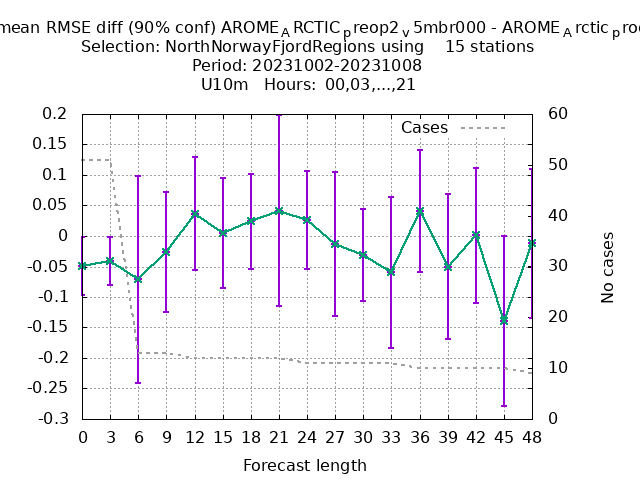 mean RMSE diff (90% conf) AROME_ARCTIC_preop2_v5mbr000 - AROME_Arctic_pro
Selection: NorthNorwayFjordRegions using 15 stations
Period: 20231002-20231008
U10m Hours: 00,03,...,21
Cases
0.2
0.15
0.1
0.05
0
-0.05
-0.1
-0.15
-0.2
-0.25
-0.3
60
50
40
30
20
10
0
No cases
0 3 6 9 12 15 18 21 24 27 30 33 36 39 42 45 48
Forecast length